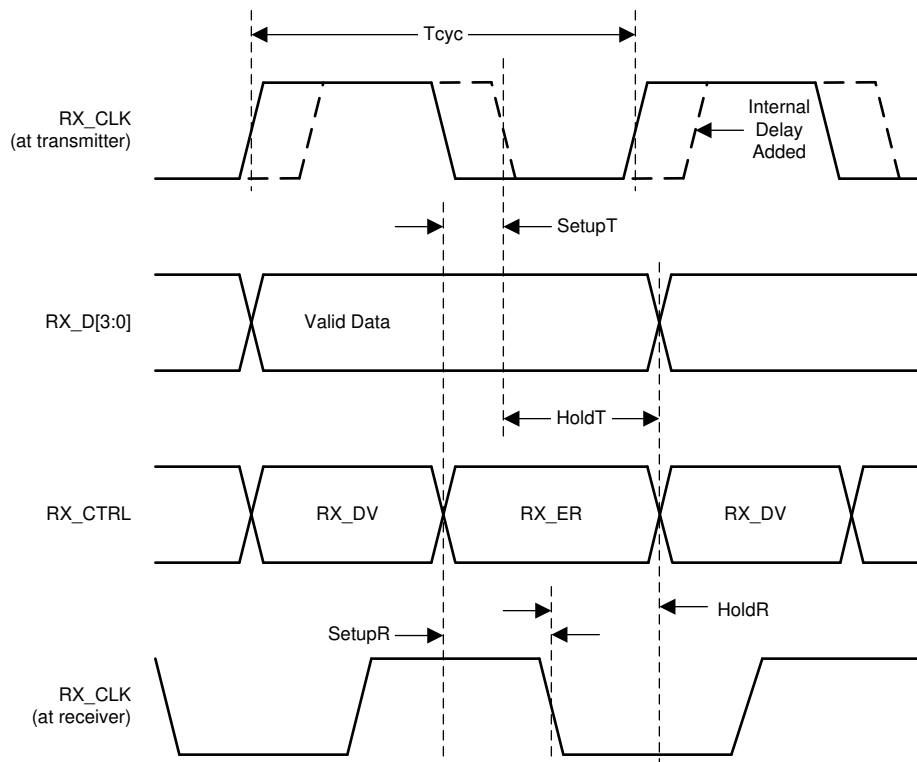 Tcyc
RX_CLK
(at transmitter)
Internal
Delay
Added
SetupT
RX_D[3:0]
Valid Data
HoldT
RX_CTRL
RX_DV
RX_ER
RX_DV
HoldR
SetupR
RX_CLK
(at receiver)